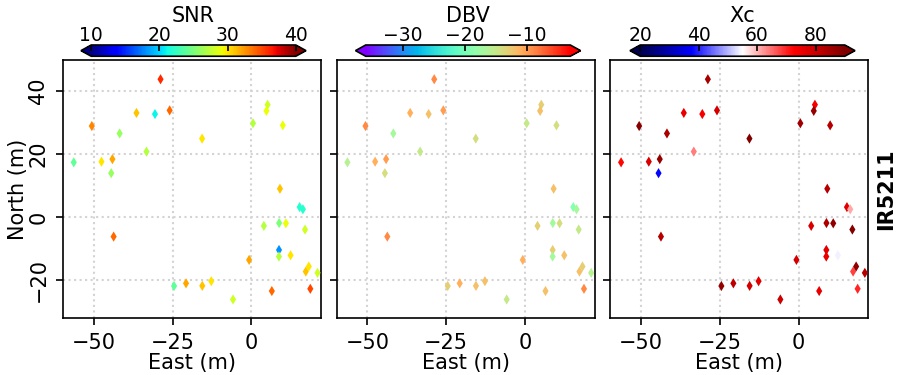 SNR DBV Xc
10 20 30 40 −30 −20 −10 20 40 60 80
40
20
0
−20
North (m)
−50 −25 0 −50 −25 0 −50 −25 0
East (m) East (m) East (m)
IR5211